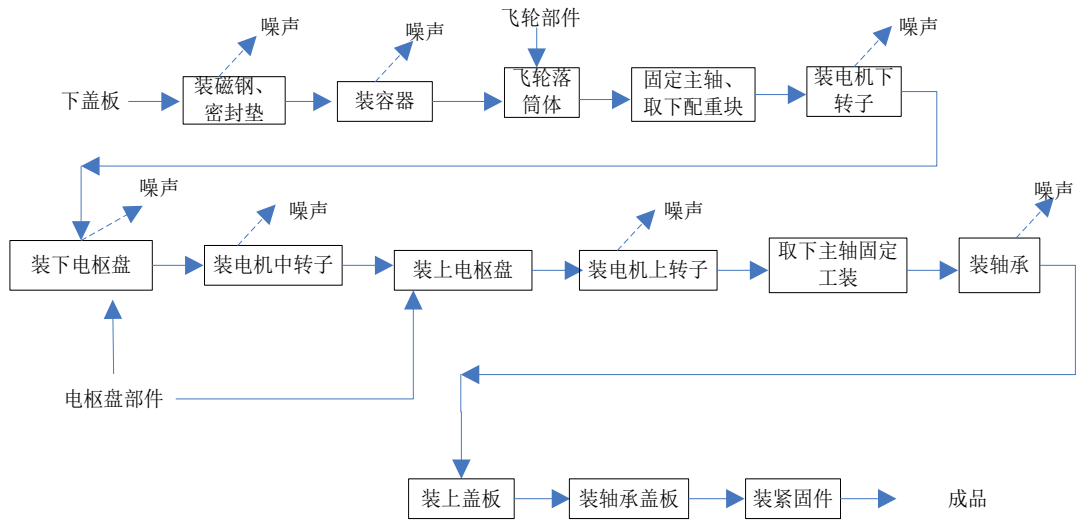 飞轮部件
噪声
噪声
噪声
下盖板
装磁钢、
密封垫
装容器
飞轮落
筒体
固定主轴、
取下配重块
装电机下
转子
噪声
噪声
噪声
噪声
装下电枢盘
装电机中转子
装上电枢盘
装电机上转子
取下主轴固定
工装
装轴承
电枢盘部件
装上盖板
装轴承盖板
装紧固件
成品